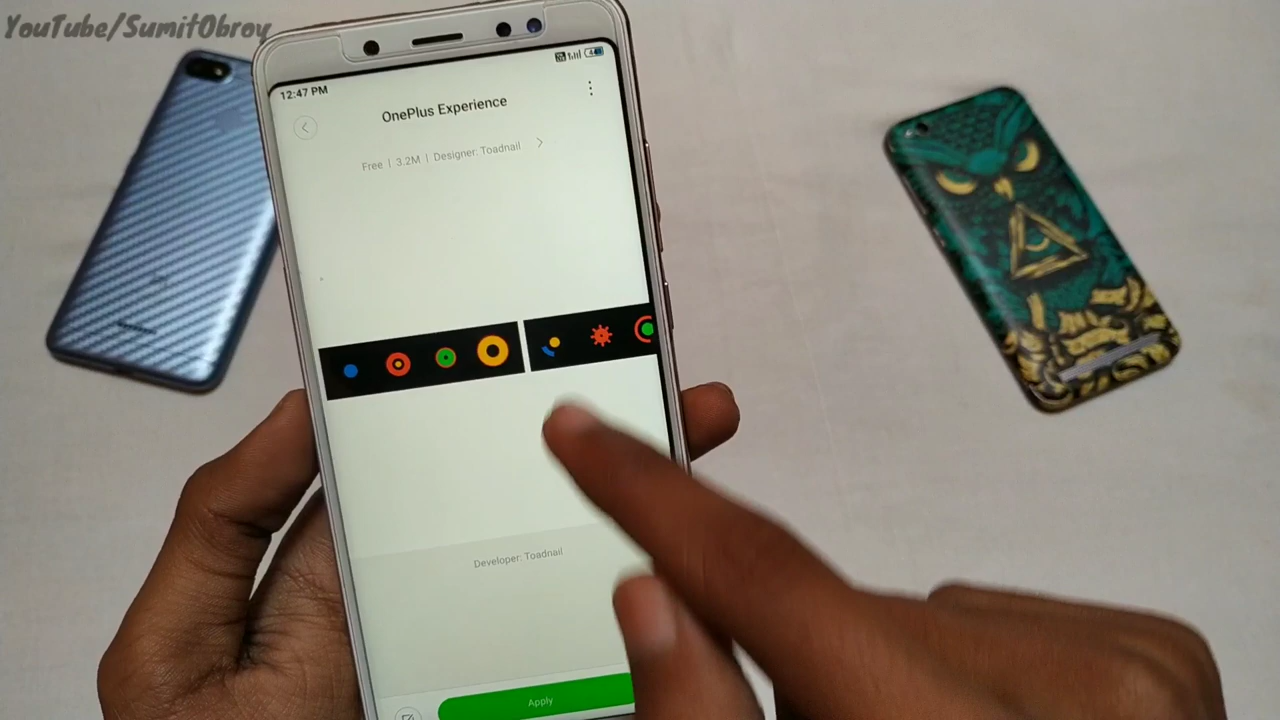 YouTube/SumitObroy
12:47 PM
OnePlus Experience
Free | 3.2M | Designer: Toadnail
Developer: Toadnail
Apply